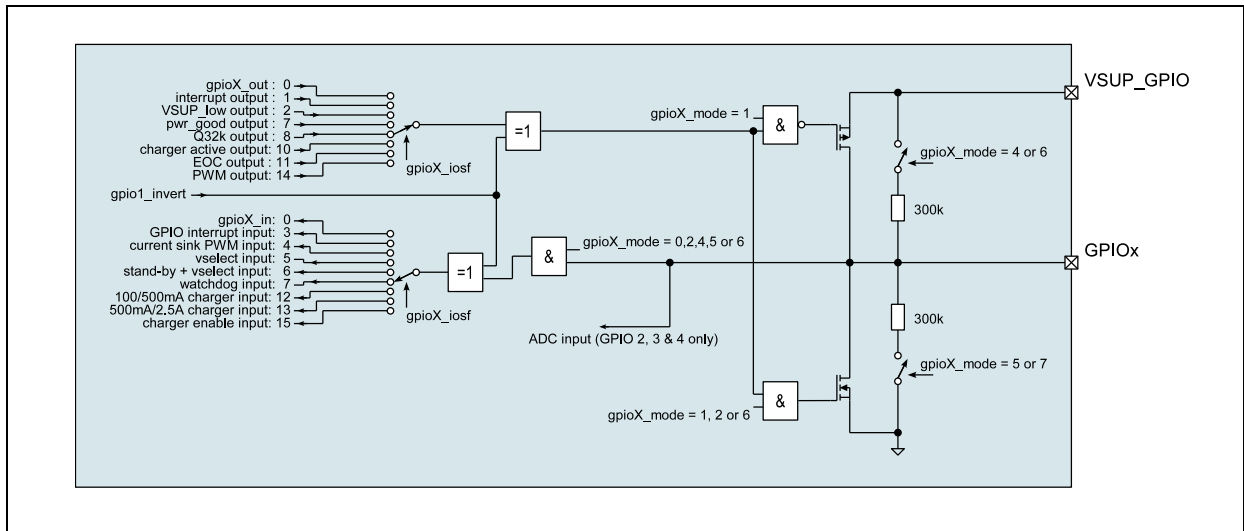 VSUP_GPIO
gpioX_out : 0
interrupt output : 1
VSUP_low output : 2
pwr_good output : 7
Q32k output : 8
charger active output: 10
EOC output : 11
PWM output : 14
gpioX_iosf
gpio1_invert
=1
gpioX_mode = 1
&
gpioX_mode = 4 or 6
300k
GPIOx
gpioX_in: 0
GPIO interrupt input: 3
current sink PWM input: 4
vselect input: 5
stand-by + vselect input: 6
watchdog input: 7
100/500mA charger input: 12
500mA/2.5A charger input: 13
charger enable input: 15
gpioX_iosf
=1
&
gpioX_mode = 0,2,4,5 or 6
ADC input (GPIO 2, 3 & 4 only)
300k
gpioX_mode = 5 or 7
&
gpioX_mode = 1, 2 or 6